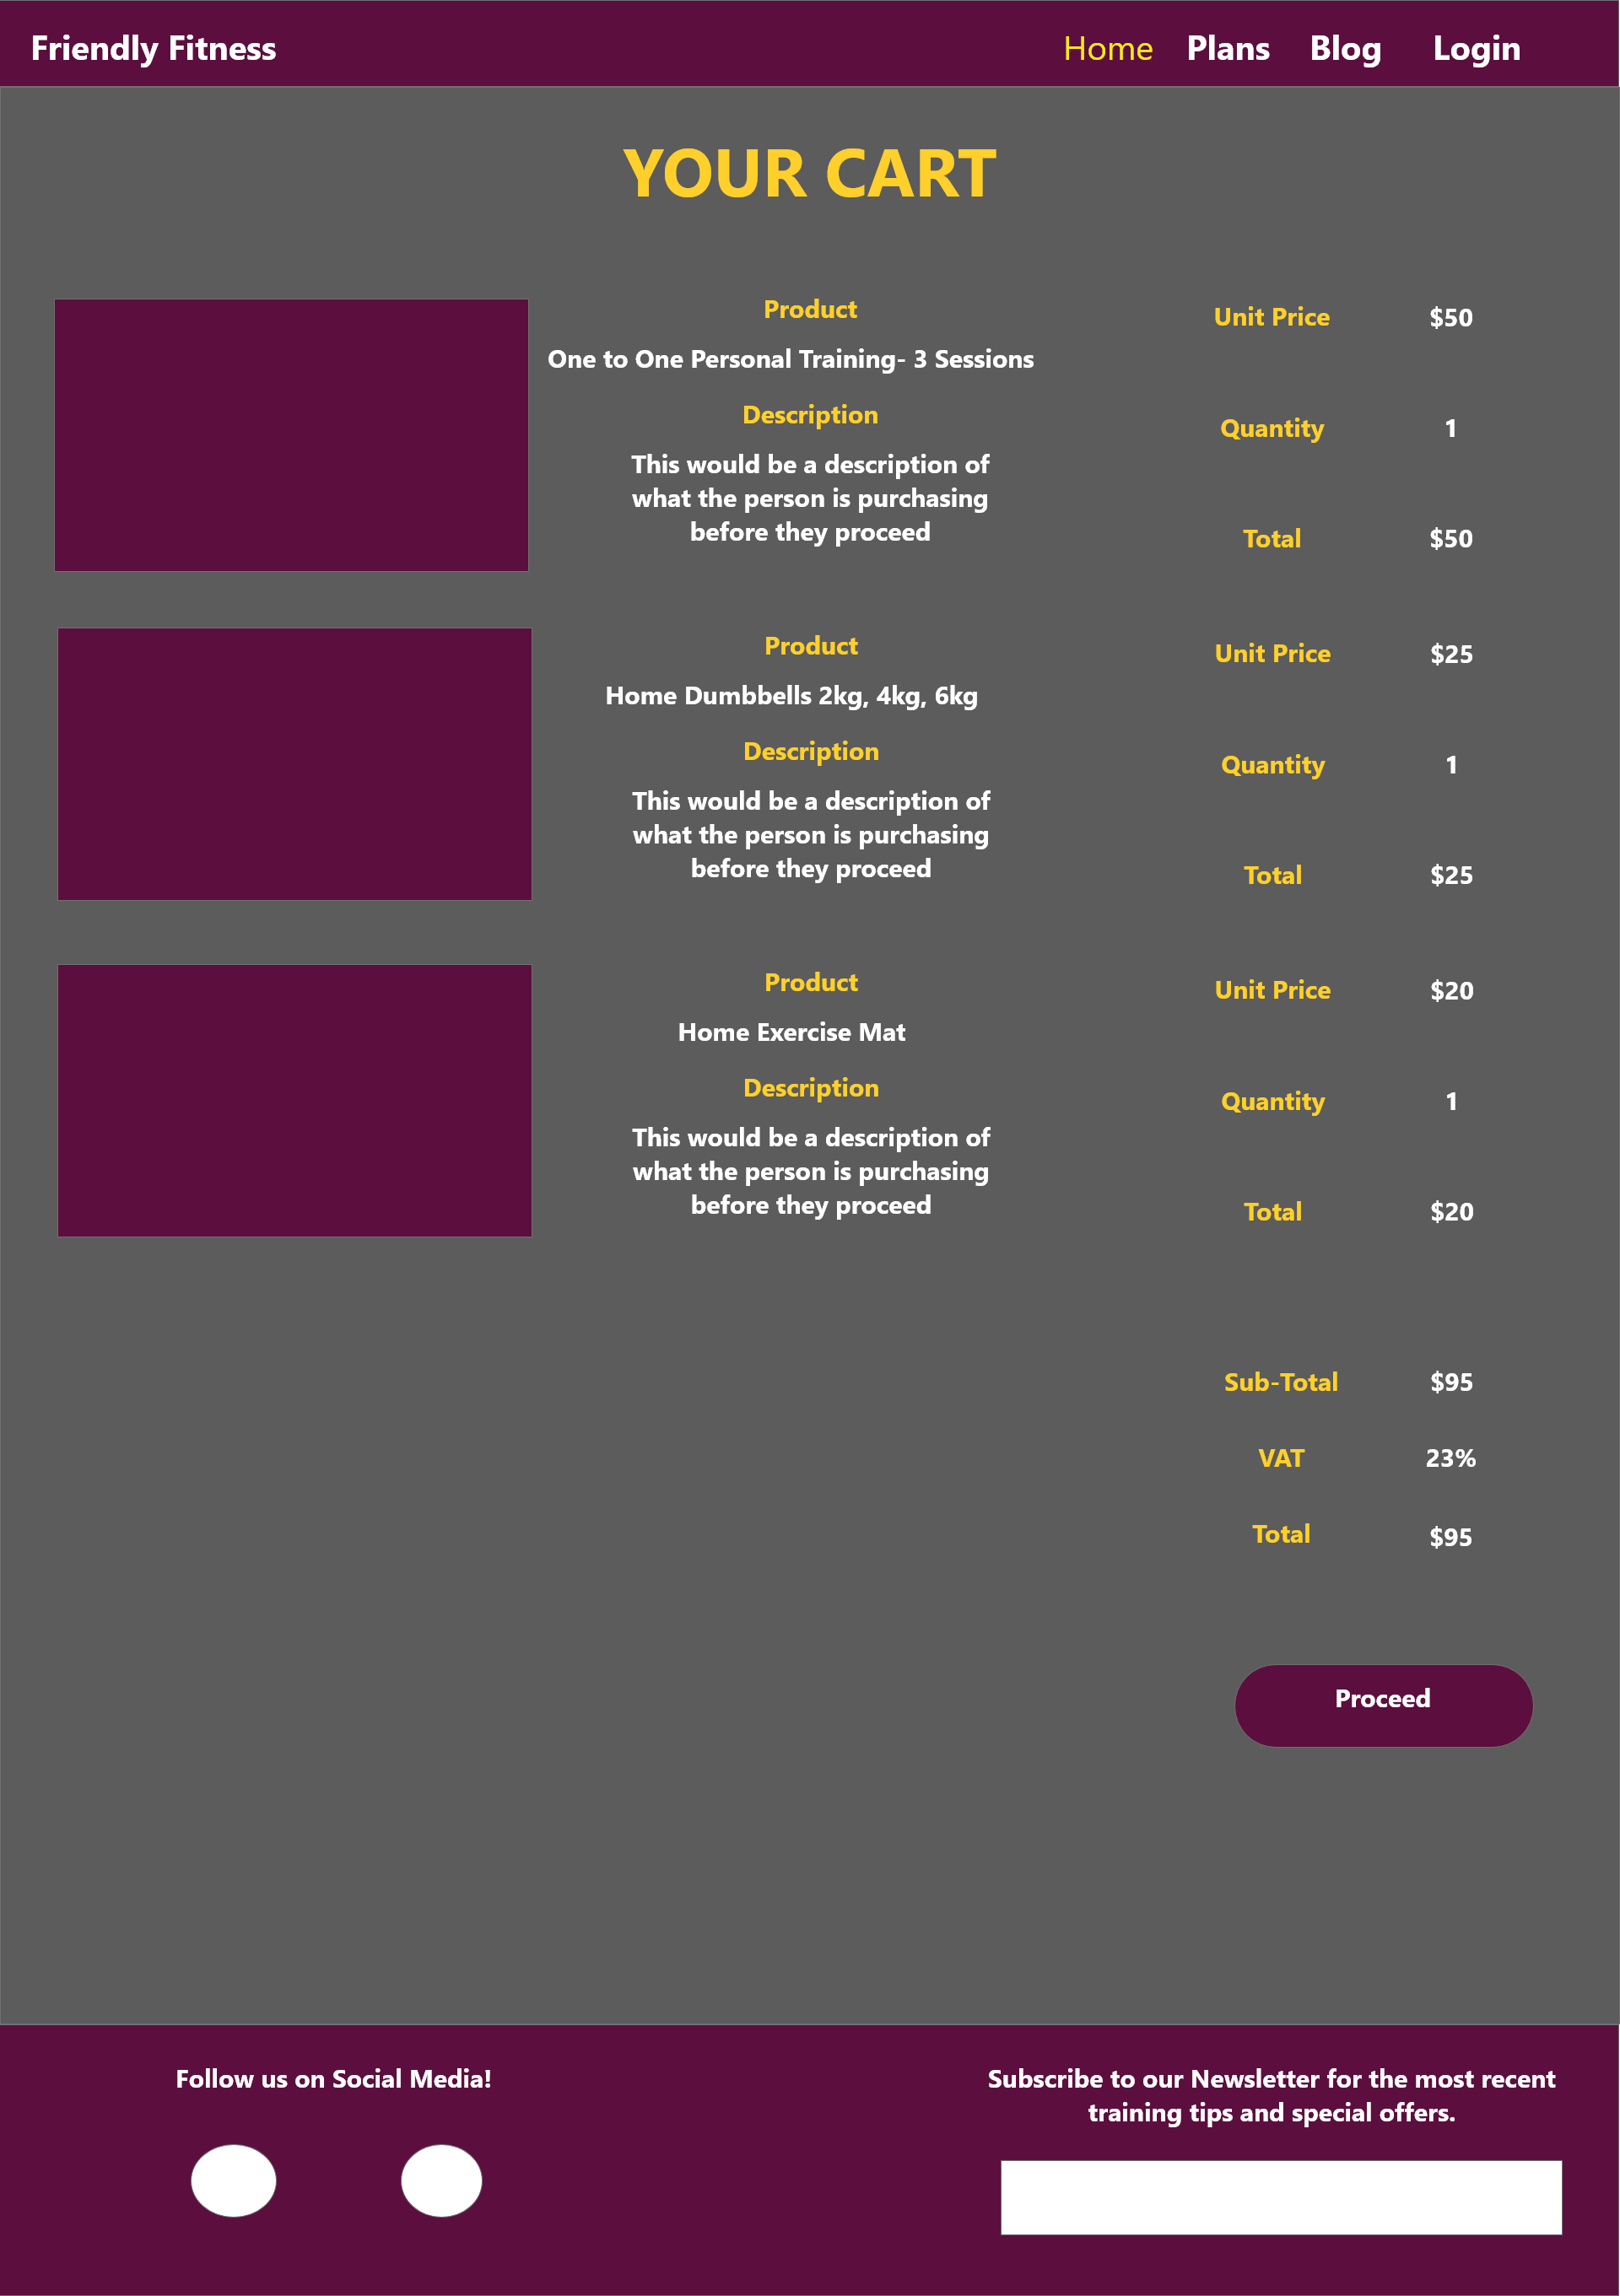 Friendly Fitness
Home Plans Blog Login
YOUR CART
Product
One to One Personal Training- 3 Sessions
Description
This would be a description of
what the person is purchasing
before they proceed
Unit Price $50
Quantity 1
Total $50
Product
Home Dumbbells 2kg, 4kg, 6kg
Description
This would be a description of
what the person is purchasing
before they proceed
Unit Price $25
Quantity 1
Total $25
Product
Home Exercise Mat
Description
This would be a description of
what the person is purchasing
before they proceed
Unit Price $20
Quantity 1
Total $20
Sub-Total $95
VAT 23%
Total $95
Proceed
Follow us on Social Media!
Subscribe to our Newsletter for the most recent
training tips and special offers.